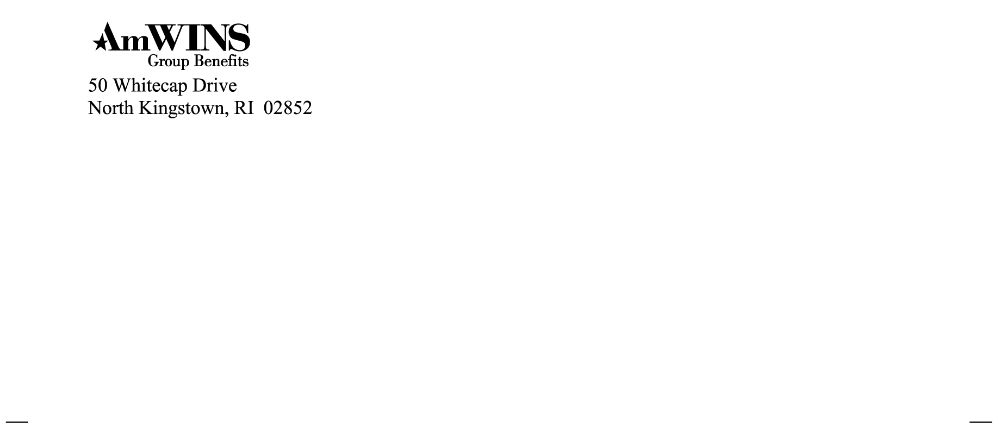 AmWINS
Group Benefits
50 Whitecap Drive
North Kingstown, RI  02852